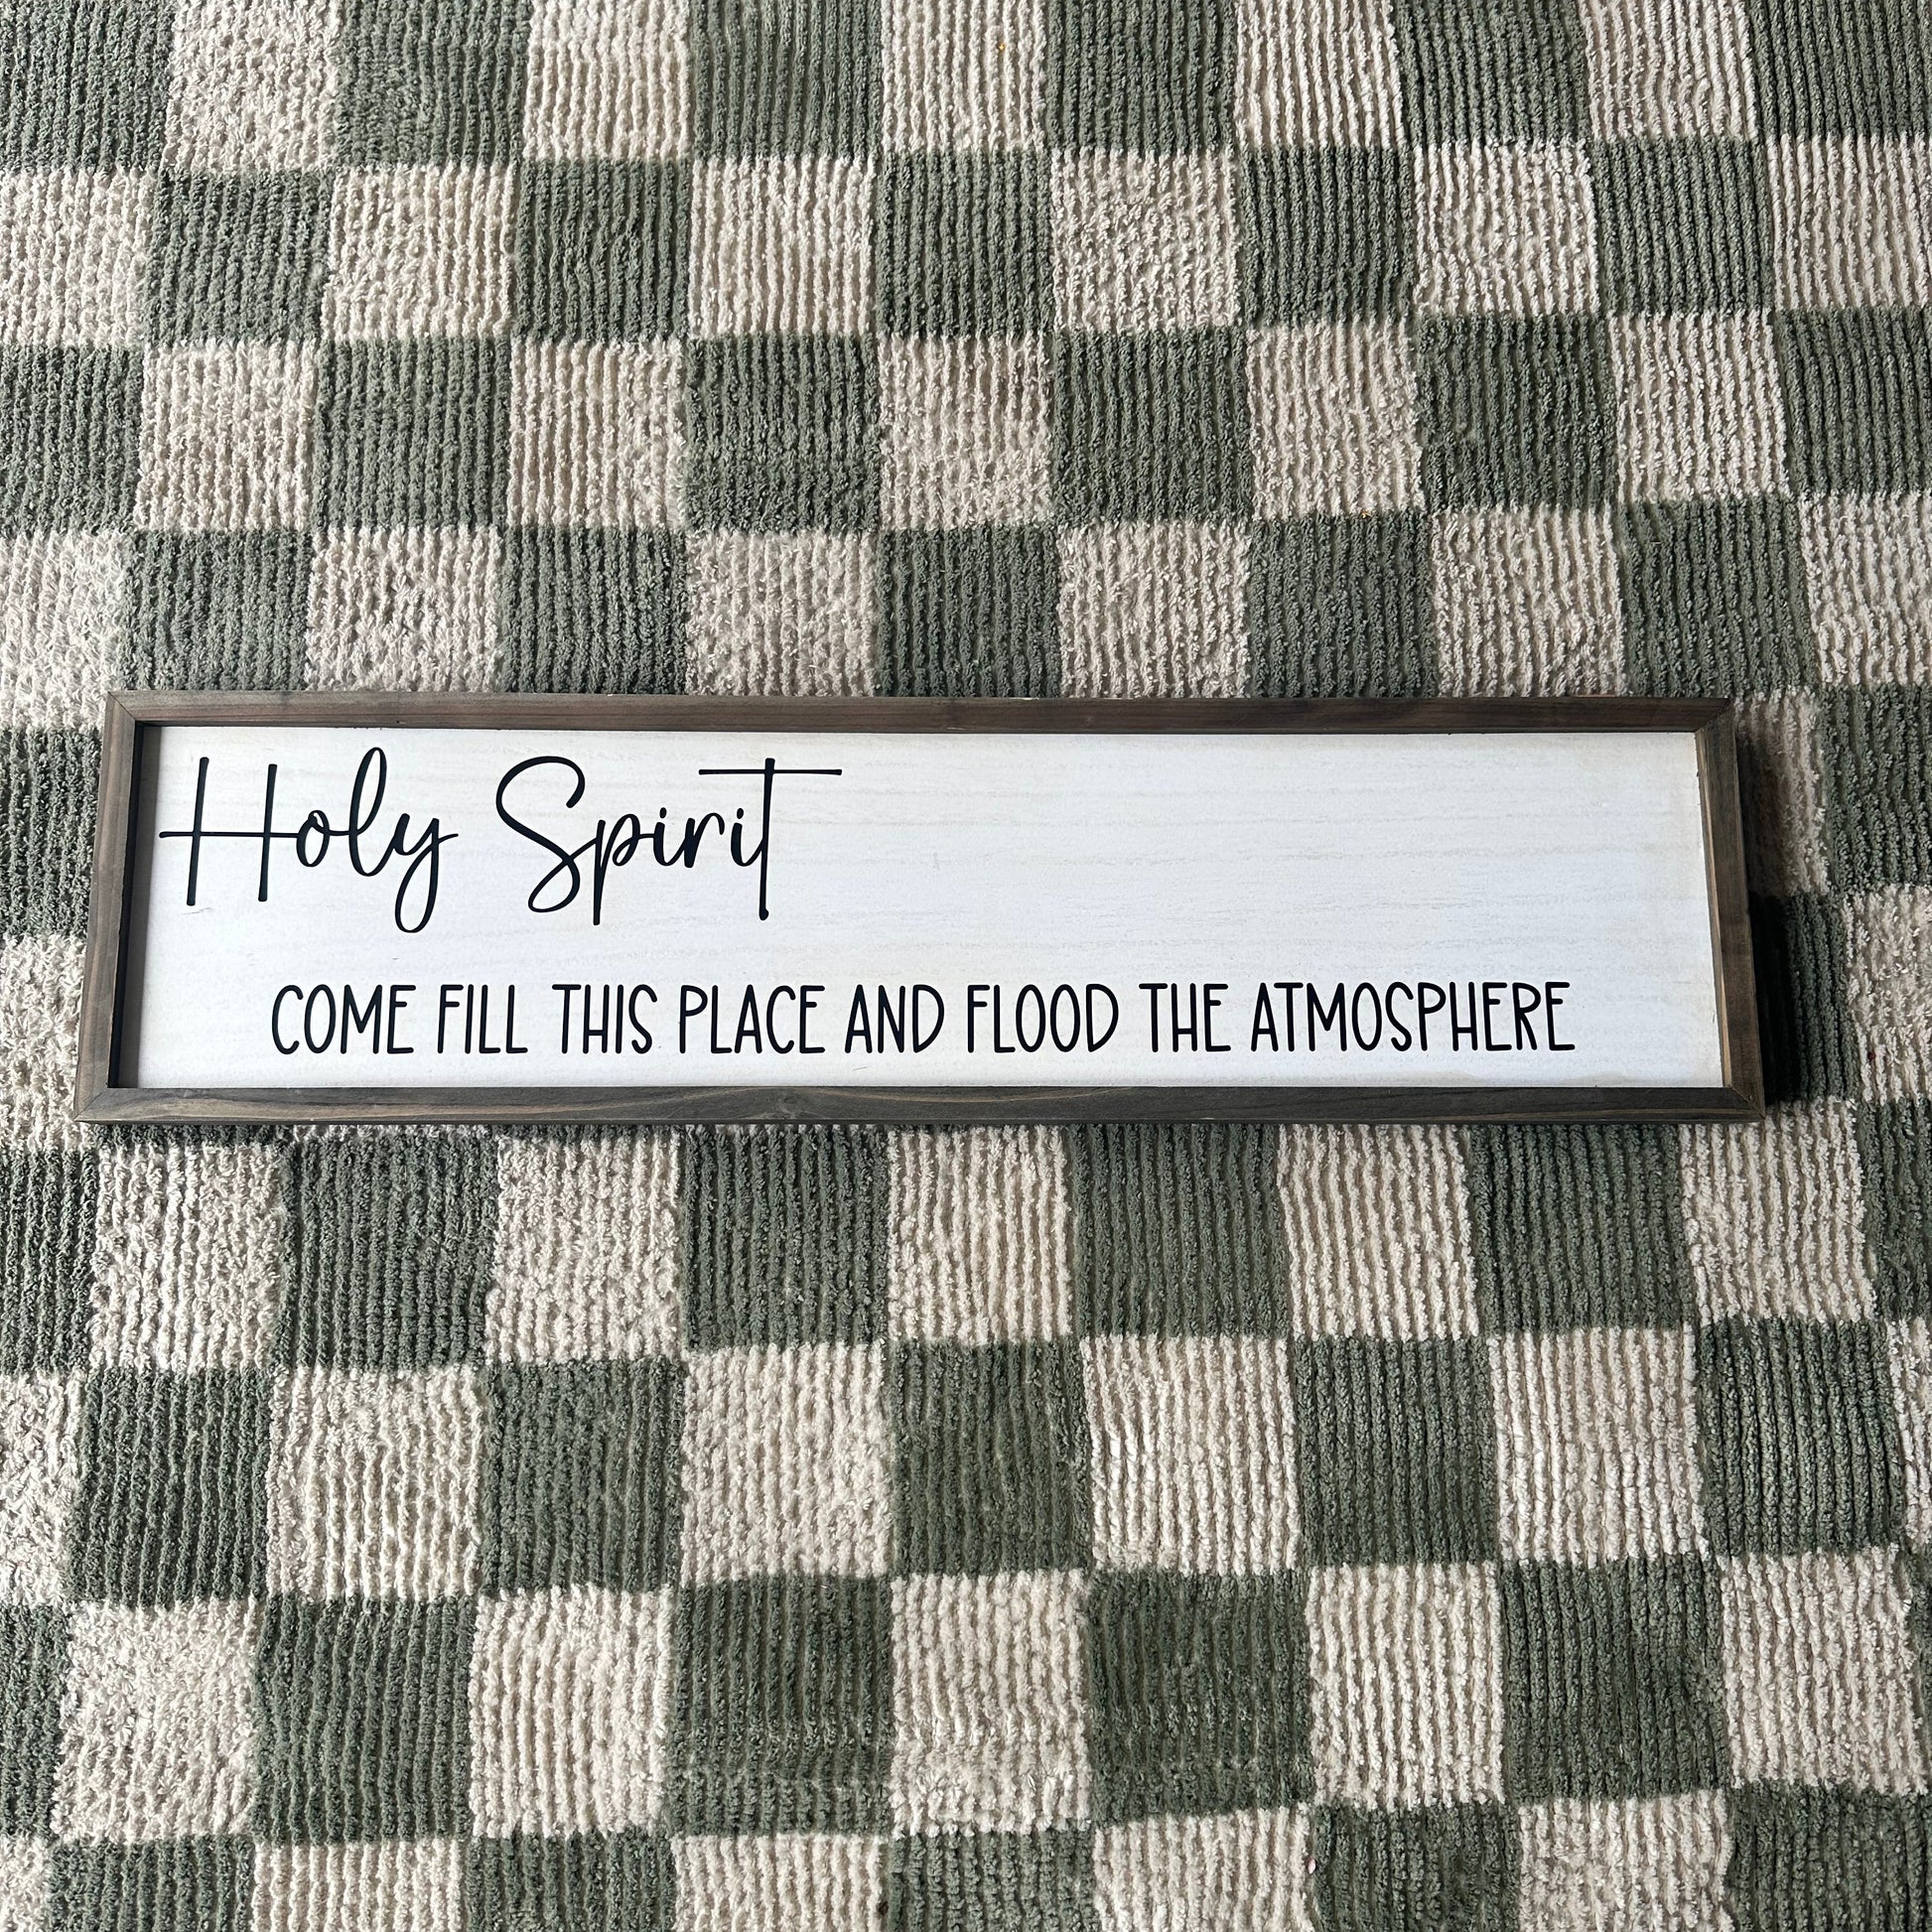 Holy Spirit
COME FILL THIS PLACE AND FLOOD THE ATMOSPHERE